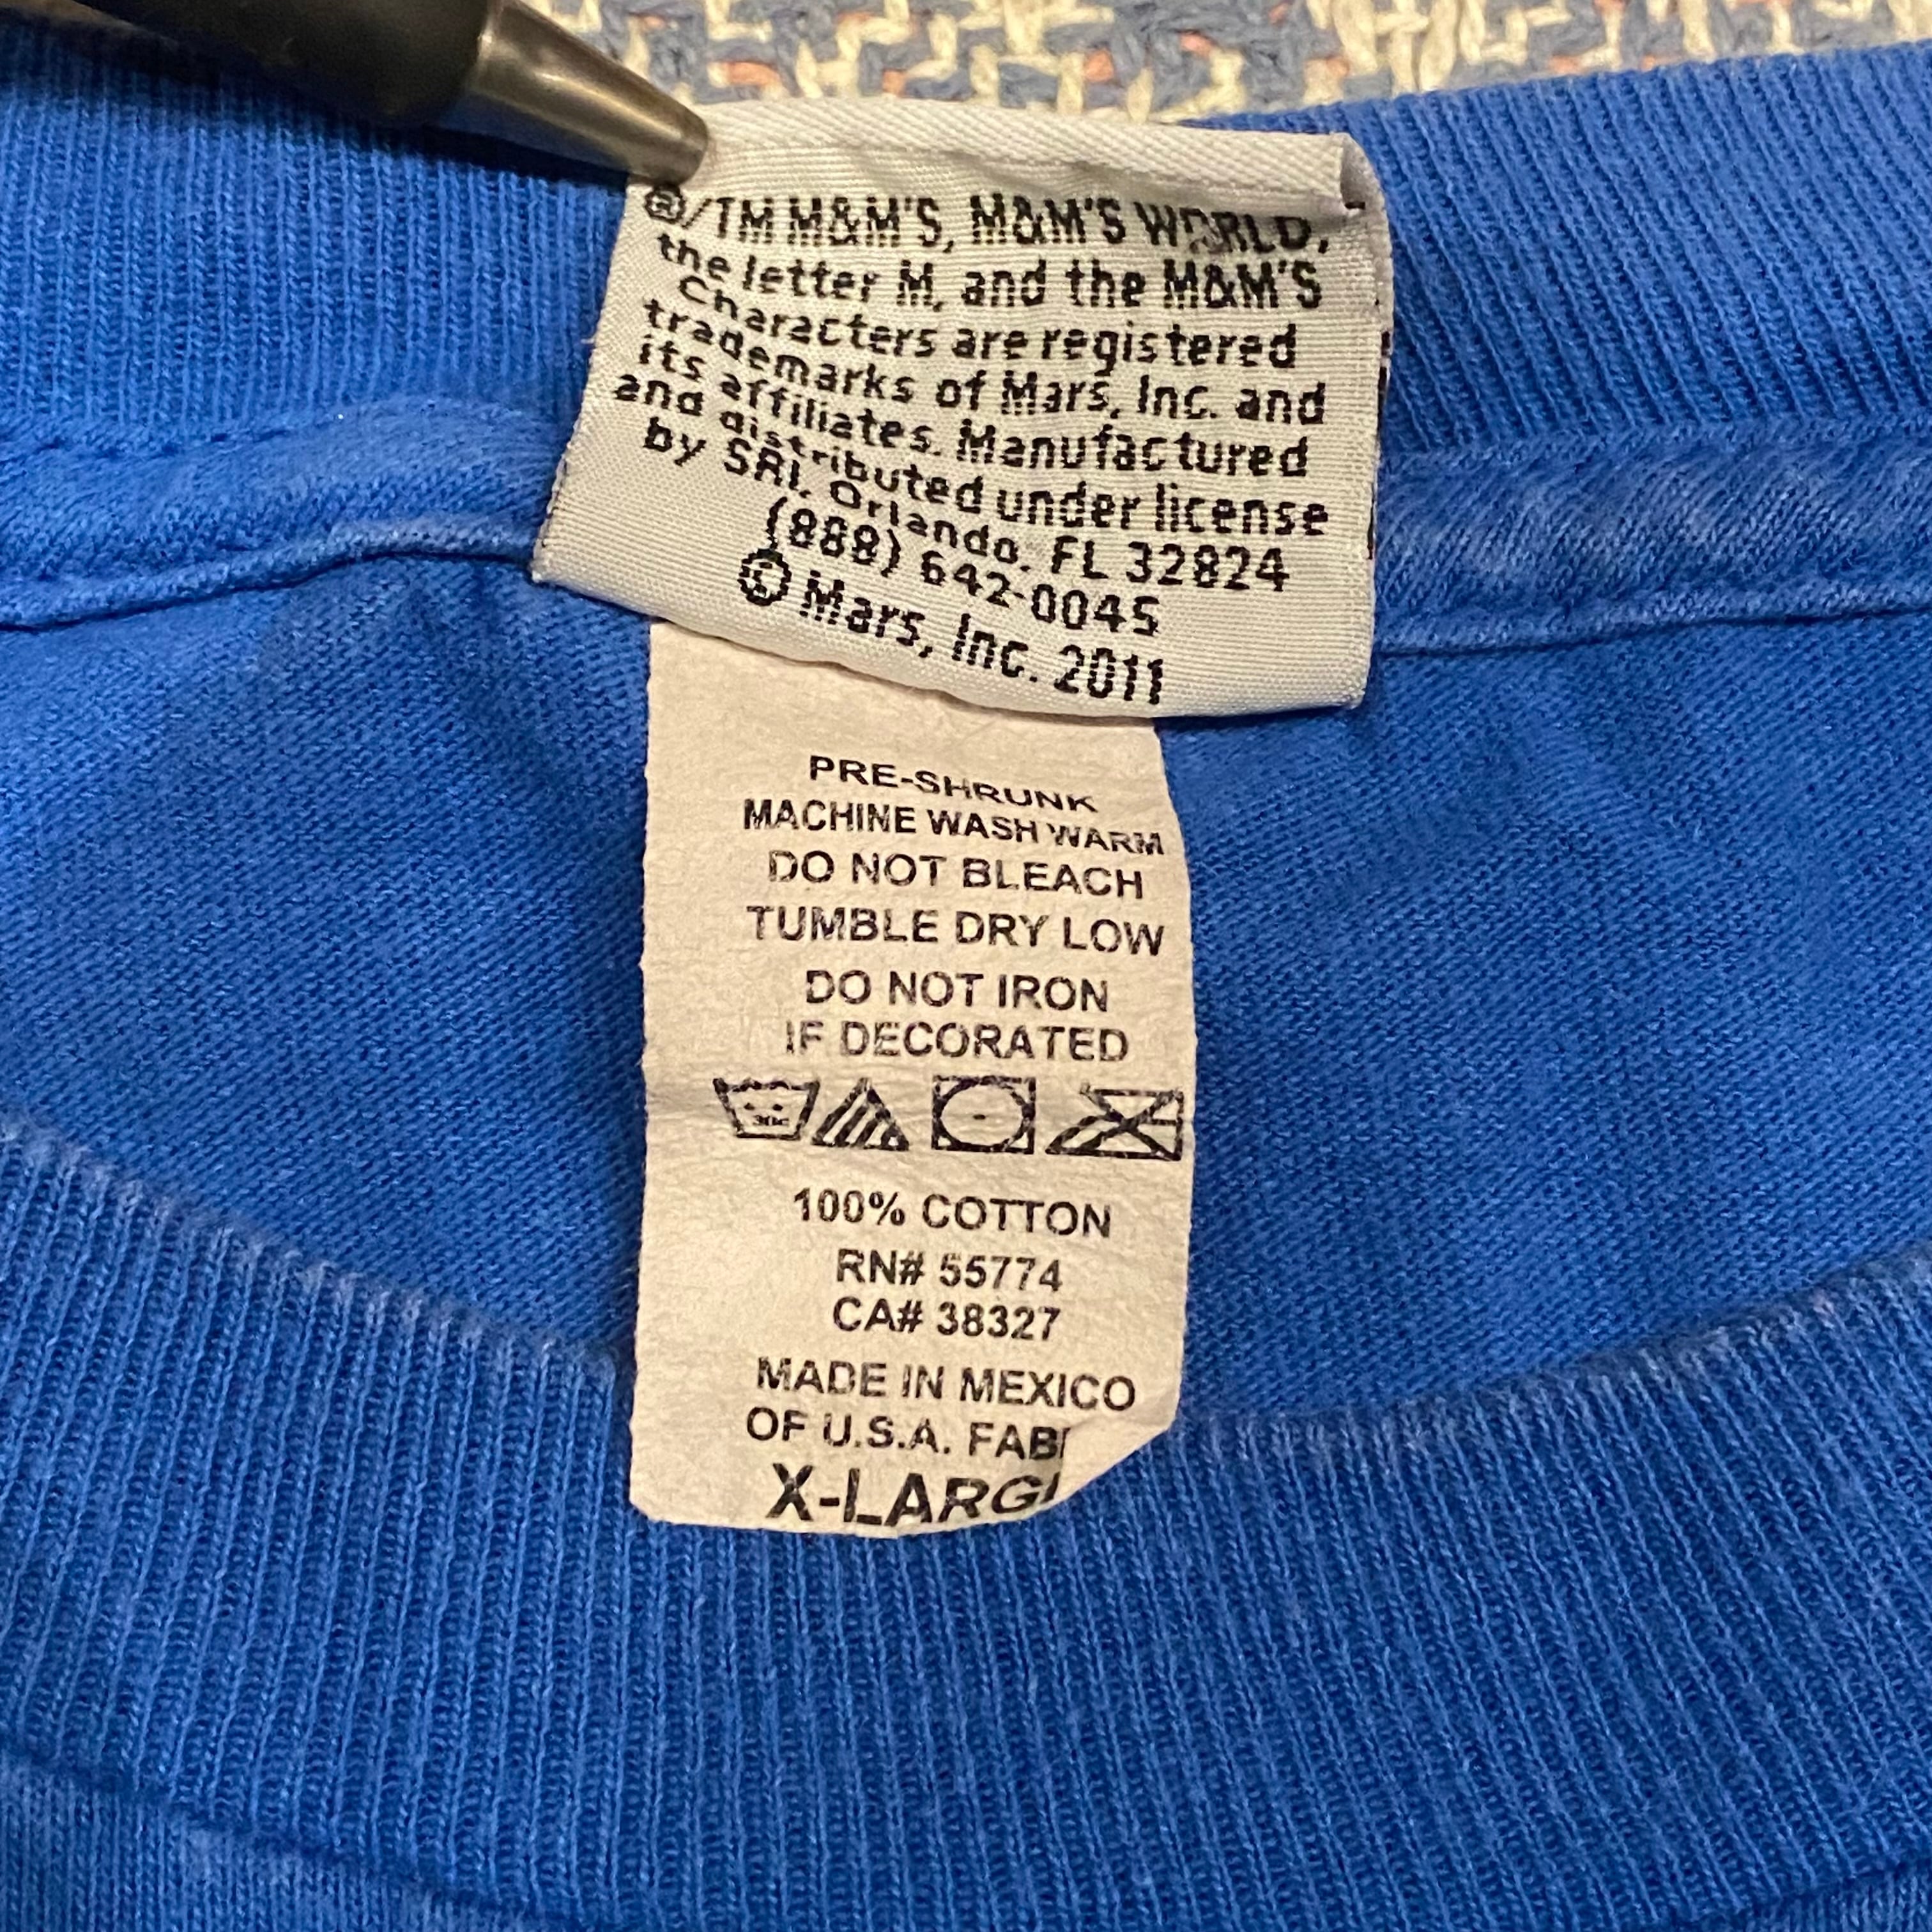 ®/TM M&M'S, M&M'S WORLD,
the letter M, and the M&M'S
Characters are registered
trademarks of Mars, Inc. and
its affiliates. Manufactured
and distributed under license
by SRI. Orlando. FL 32824
(888) 642-0045
© Mars, Inc. 2011
PRE-SHRUNK
MACHINE WASH WARM
DO NOT BLEACH
TUMBLE DRY LOW
DO NOT IRON
IF DECORATED
30c
100% COTTON
RN# 55774
CA# 38327
MADE IN MEXICO
OF U.S.A. FAB
X-LARG